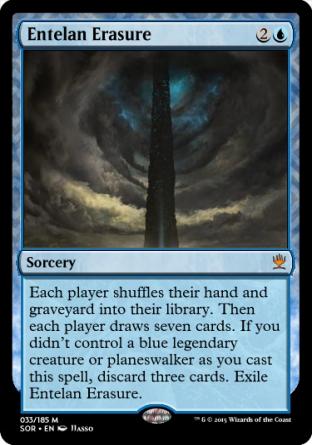 Entelan Erasure 2
Sorcery
Each player shuffles their hand and
graveyard into their library. Then
each player draws seven cards. If you
didn't control a blue legendary
creature or planeswalker as you cast
this spell, discard three cards. Exile
Entelan Erasure.
033/185 M
SOR • EN Hasso
™ & © 2015 Wizards of the Coast